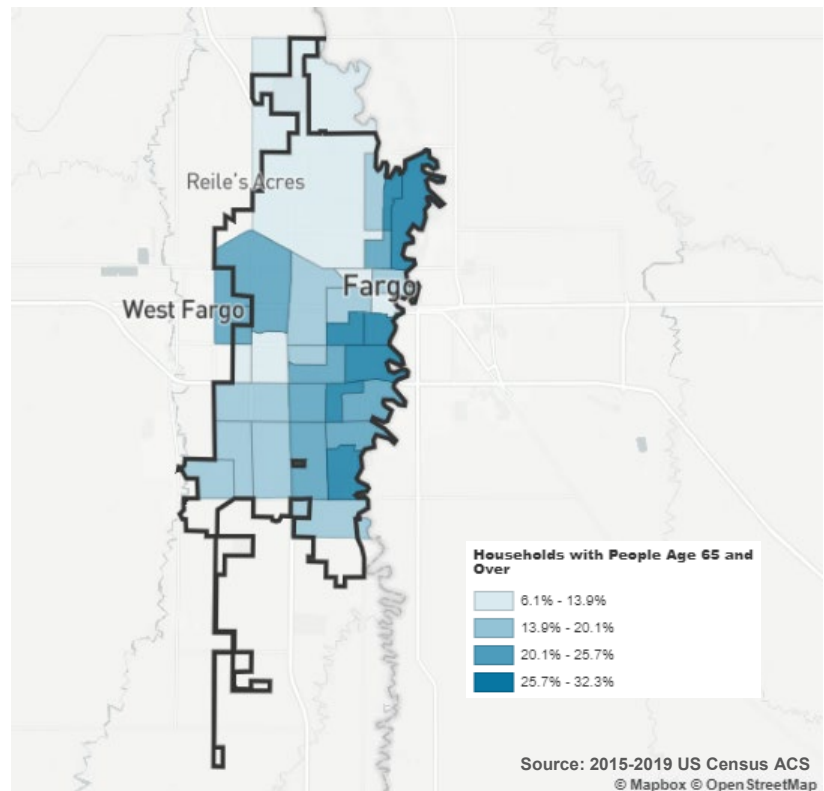 Reile's Acres
Fargo
West Fargo
Households with People Age 65 and
Over
6.1% - 13.9%
13.9% - 20.1%
20.1% - 25.7%
25.7% - 32.3%
Source: 2015-2019 US Census ACS
© Mapbox © OpenStreetMap